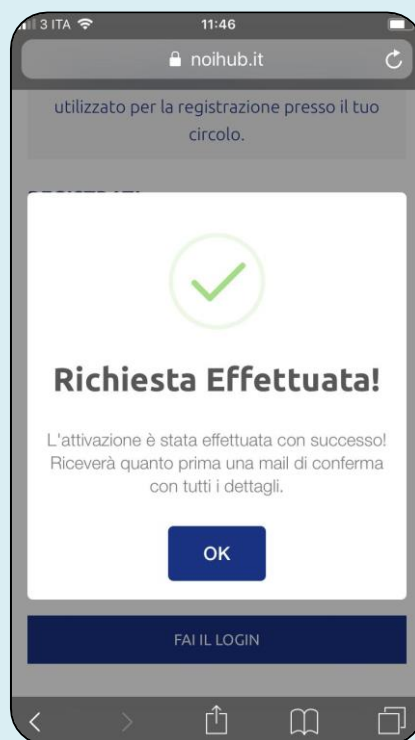 3 ITA
11:46
noihub.it
utilizzato per la registrazione presso il tuo
circolo.
Richiesta Effettuata!
L'attivazione è stata effettuata con successo!
Riceverà quanto prima una mail di conferma
con tutti i dettagli.
OK
FAI IL LOGIN